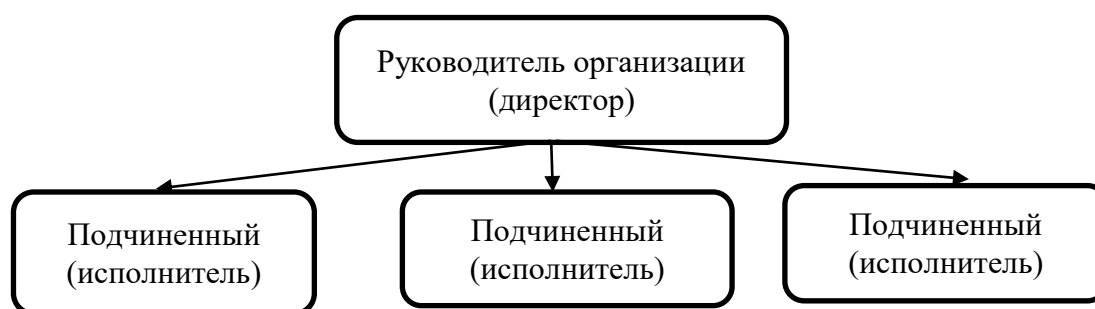 Руководитель организации
(директор)
Подчиненный
(исполнитель)
Подчиненный
(исполнитель)
Подчиненный
(исполнитель)